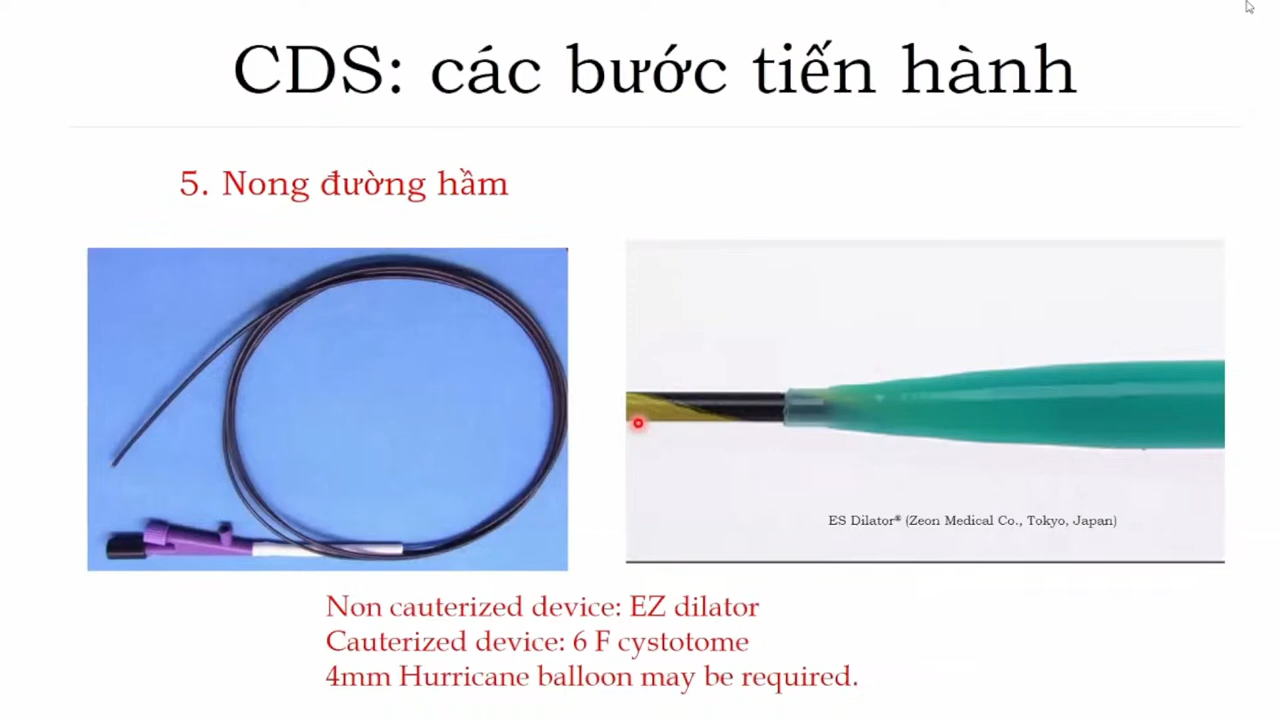 CDS: các bước tiến hành
5. Nong đường hầm
ES Dilator® (Zeon Medical Co., Tokyo, Japan)
Non cauterized device: EZ dilator
Cauterized device: 6 F cystotome
4mm Hurricane balloon may be required.